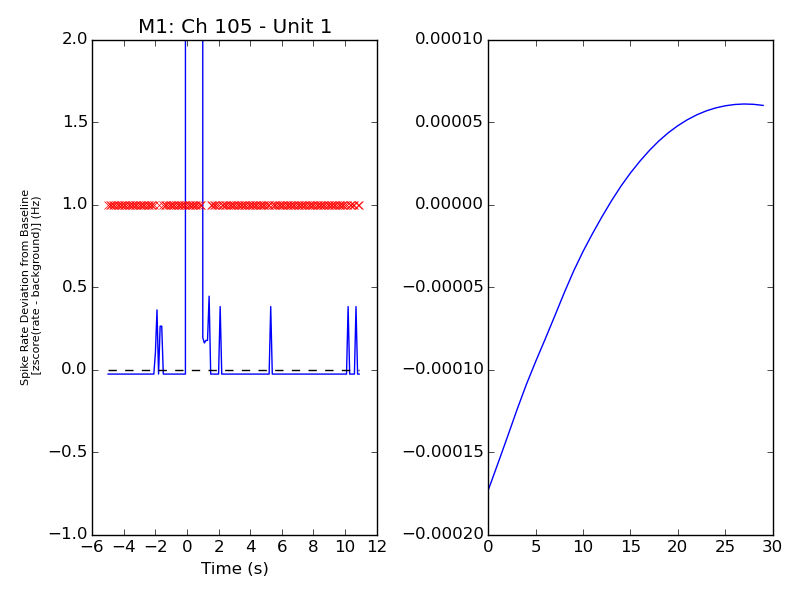 M1: Ch 105 - Unit 1
2.0
1.5
1.0
0.5
0.0
−0.5
−1.0
Spike Rate Deviation from Baseline
[zscore(rate - background)] (Hz)
−6 −4 −2 0 2 4 6 8 10 12
Time (s)
0.00010
0.00005
0.00000
−0.00005
−0.00010
−0.00015
−0.00020
0 5 10 15 20 25 30